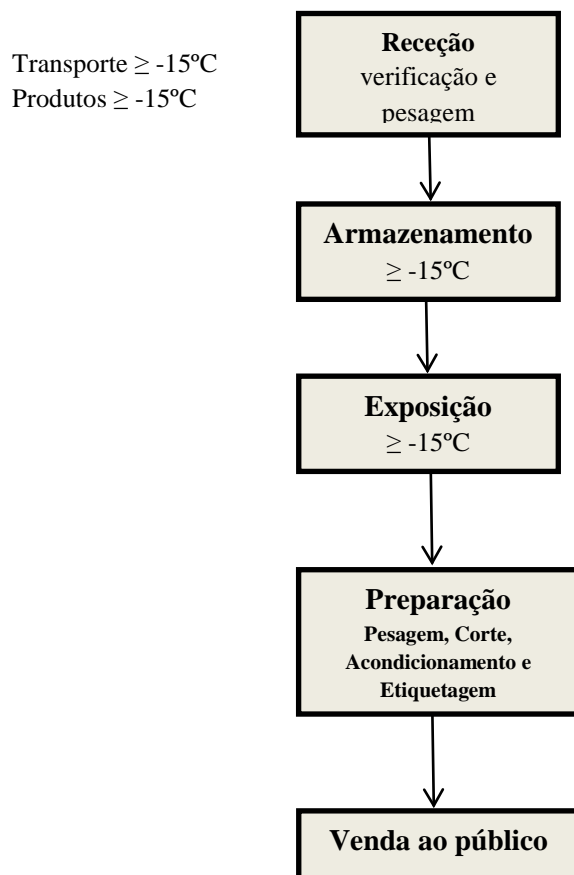 Transporte ≥ -15ºC
Produtos ≥ -15ºC
Receção
verificação e
pesagem
Armazenamento
≥ -15ºC
Exposição
≥ -15ºC
Preparação
Pesagem, Corte,
Acondicionamento e
Etiquetagem
Venda ao público